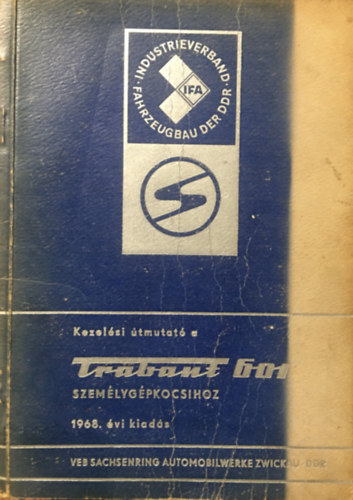 INDUSTRIEVERBAND · FAHRZEUGBAU DER DDR ·
IFA
Kezelési útmutató a
Trabant 601
SZEMÉLYGÉPKOCSIHOZ
1968. évi kiadás
VEB SACHSENRING AUTOMOBILWERKE ZWICKAU · DDR